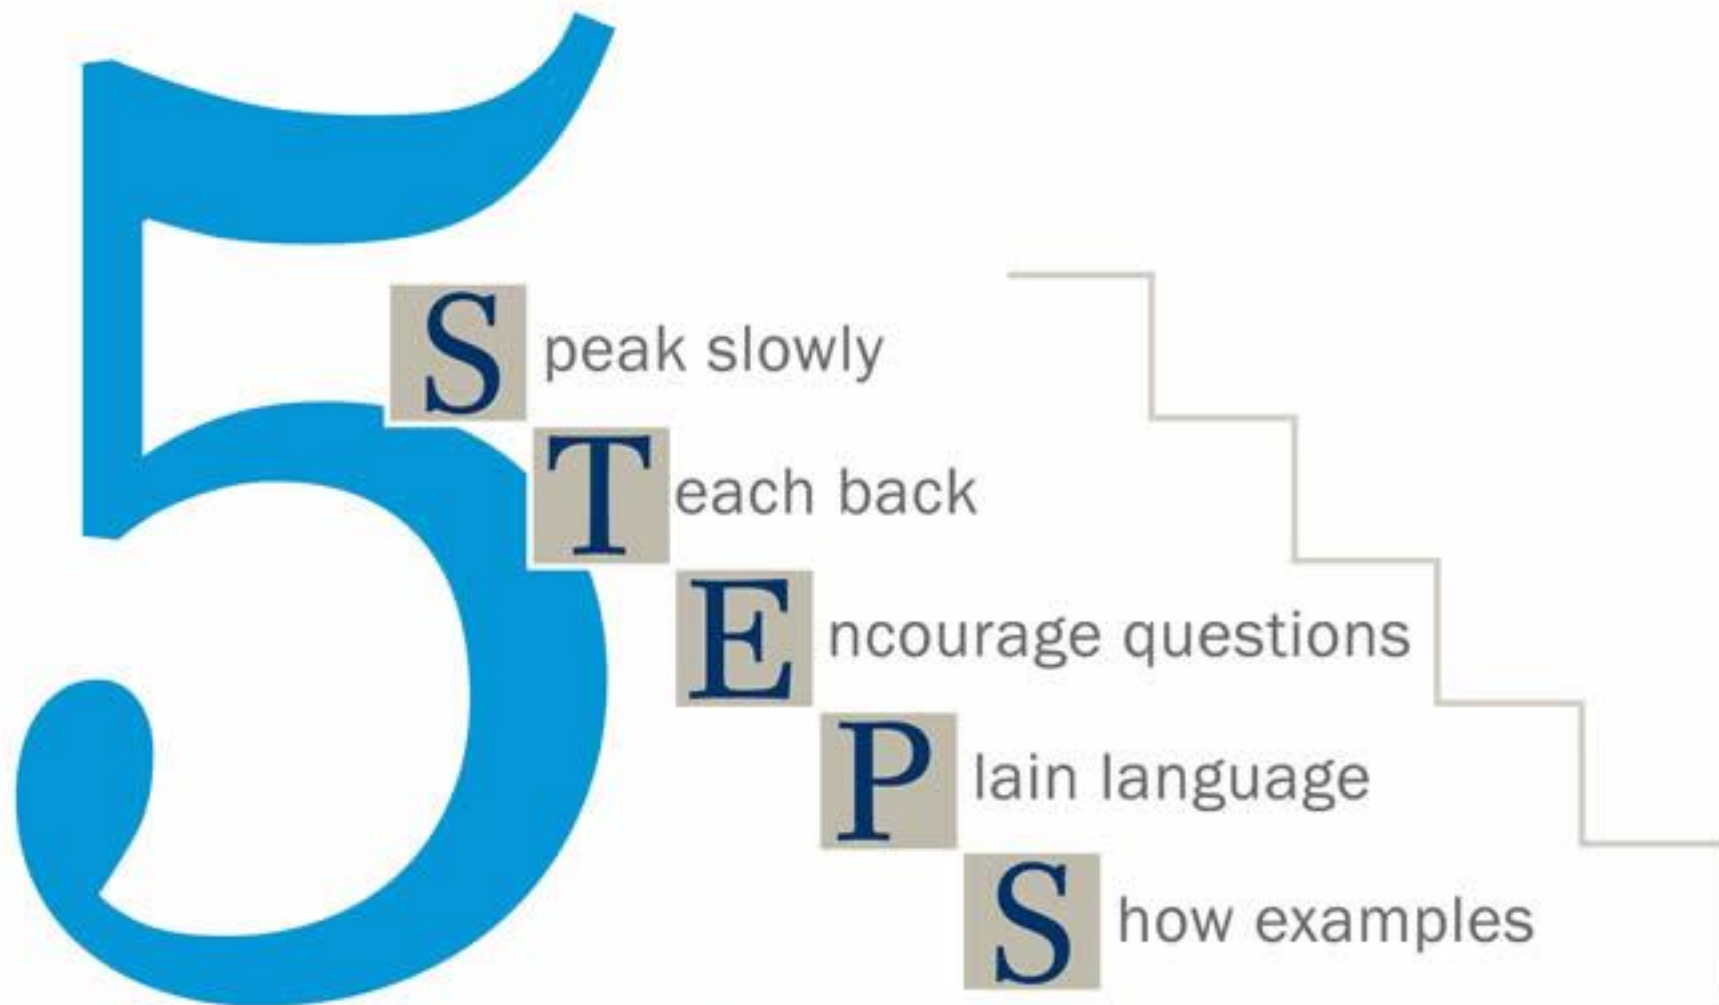 5
Speak slowly
Teach back
Encourage questions
Plain language
Show examples